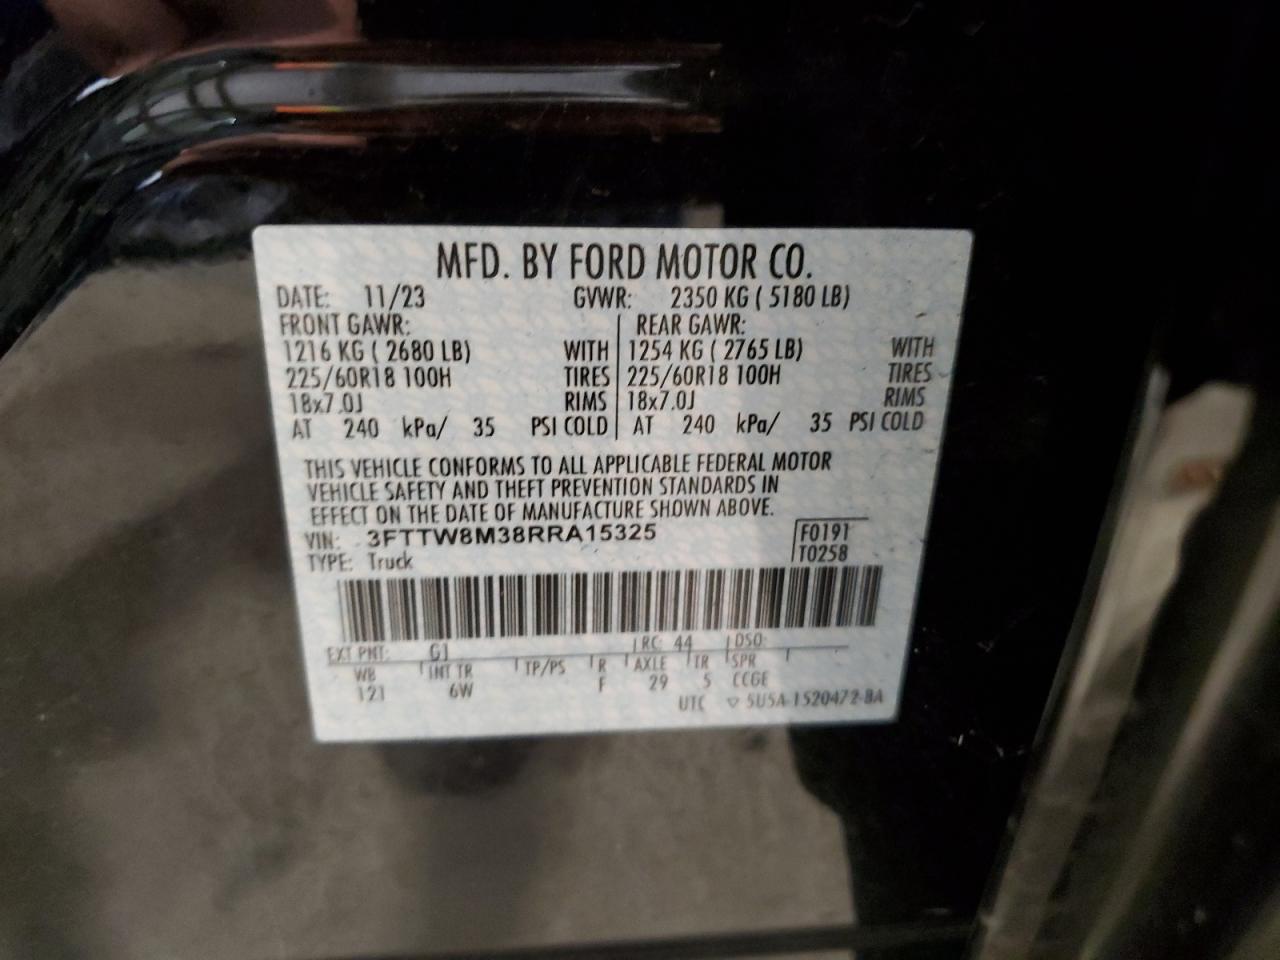 MFD. BY FORD MOTOR CO.
DATE: 11/23 GVWR: 2350 KG ( 5180 LB)
FRONT GAWR: REAR GAWR:
1216 KG ( 2680 LB) WITH 1254 KG ( 2765 LB) WITH
225/60R18 100H TIRES 225/60R18 100H TIRES
18x7.0J RIMS 18x7.0J RIMS
AT 240 kPa/ 35 PSI COLD AT 240 kPa/ 35 PSI COLD
THIS VEHICLE CONFORMS TO ALL APPLICABLE FEDERAL MOTOR
VEHICLE SAFETY AND THEFT PREVENTION STANDARDS IN
EFFECT ON THE DATE OF MANUFACTURE SHOWN ABOVE.
VIN: 3FTTW8M38RRA15325 F0191
TYPE: Truck T0258
EXT PNT: G1 RC: 44 DSO:
WB INT TR TP/PS R AXLE TR SPR
121 6W F 29 5 CCGE
UTC ▽ 5U5A-1520472-BA